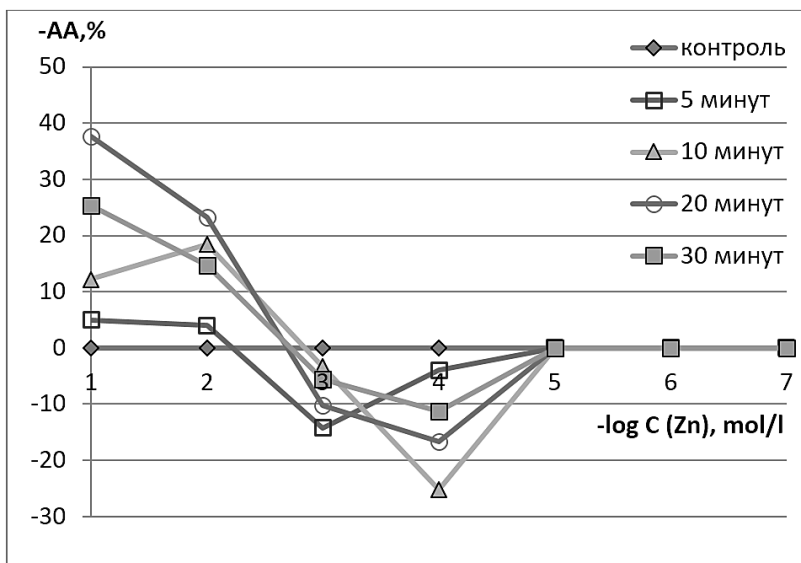 -AA,%
50
40
30
20
10
0
-10
-20
-30
1 2 3 4 5 6 7
-log C (Zn), mol/l
контроль
5 минут
10 минут
20 минут
30 минут